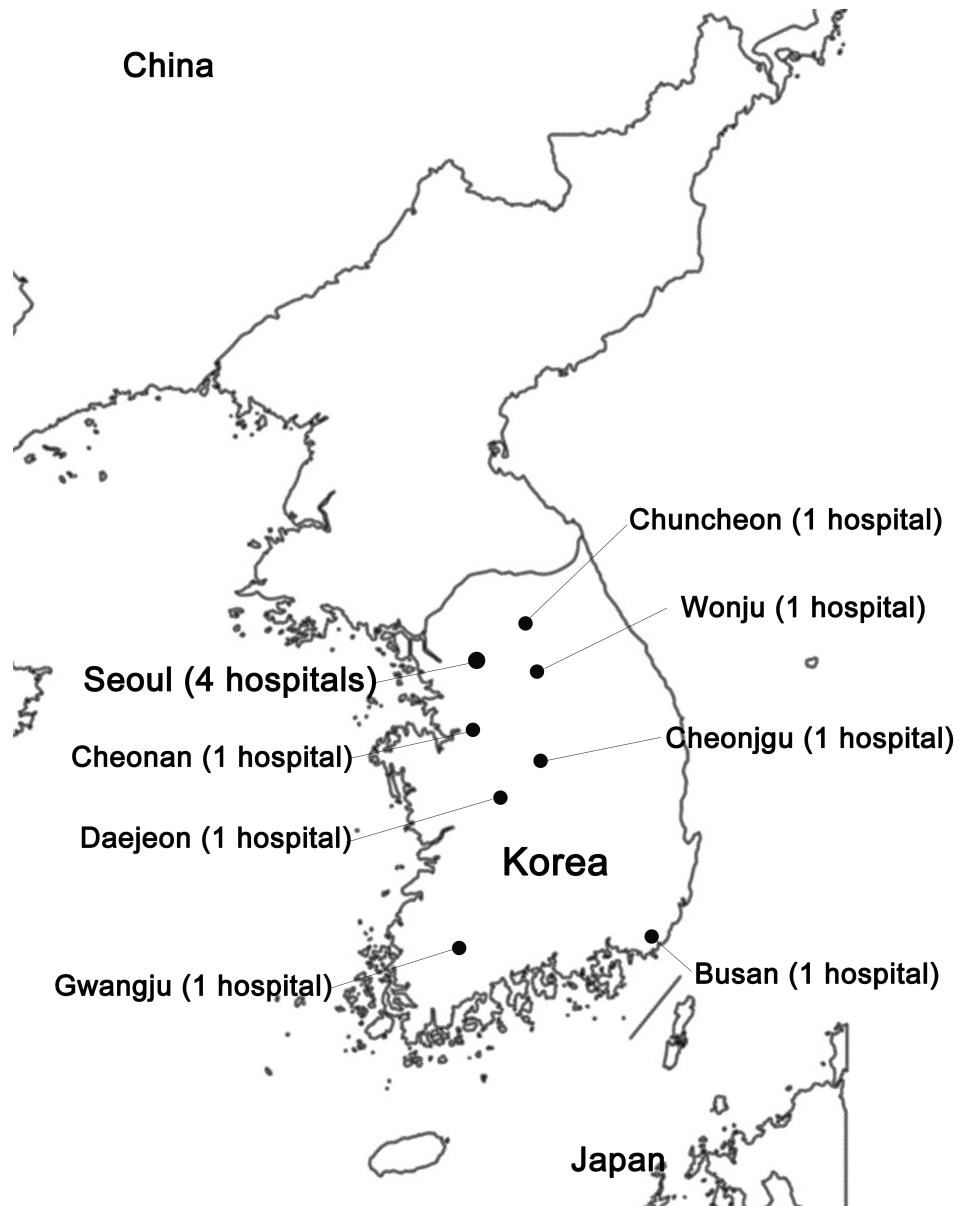 China
Chuncheon (1 hospital)
Wonju (1 hospital)
Seoul (4 hospitals)
Cheonjgu (1 hospital)
Cheonan (1 hospital)
Daejeon (1 hospital)
Korea
Busan (1 hospital)
Gwangju (1 hospital)
Japan